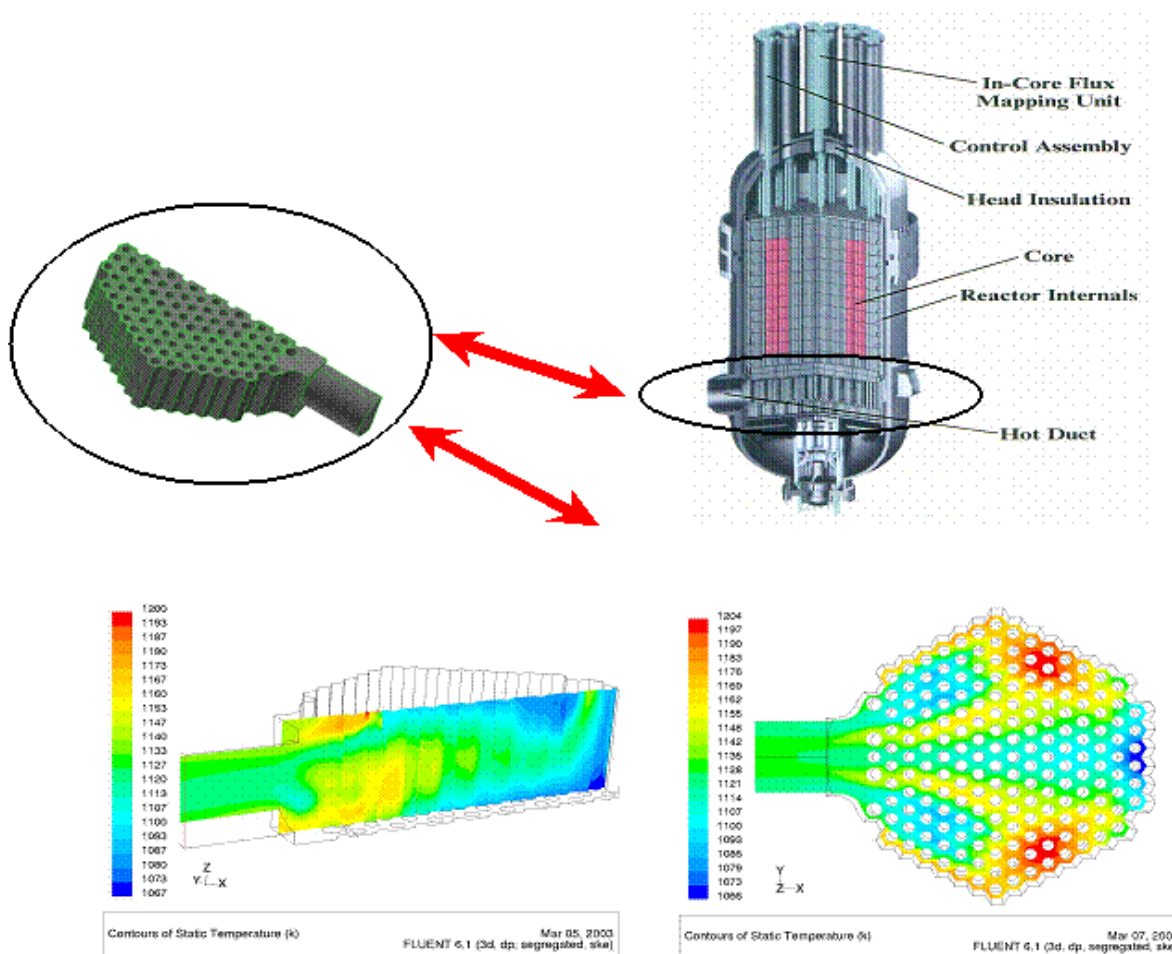 In-Core Flux
Mapping Unit
Control Assembly
Head Insulation
Core
Reactor Internals
Hot Duct
1200
1193
1187
1180
1173
1167
1160
1153
1147
1140
1133
1127
1120
1113
1107
1100
1093
1087
1080
1073
1067
Z
Y
X
Contours of Static Temperature (k)
Mar 05, 2003
FLUENT 6.1 (3d, dp, segregated, ske)
1204
1197
1190
1183
1176
1169
1162
1155
1148
1142
1135
1128
1121
1114
1107
1100
1093
1086
1079
1073
1066
Y
Z
X
Contours of Static Temperature (k)
Mar 07, 200
FLUENT 6.1 (3d, dp, segregated, ske